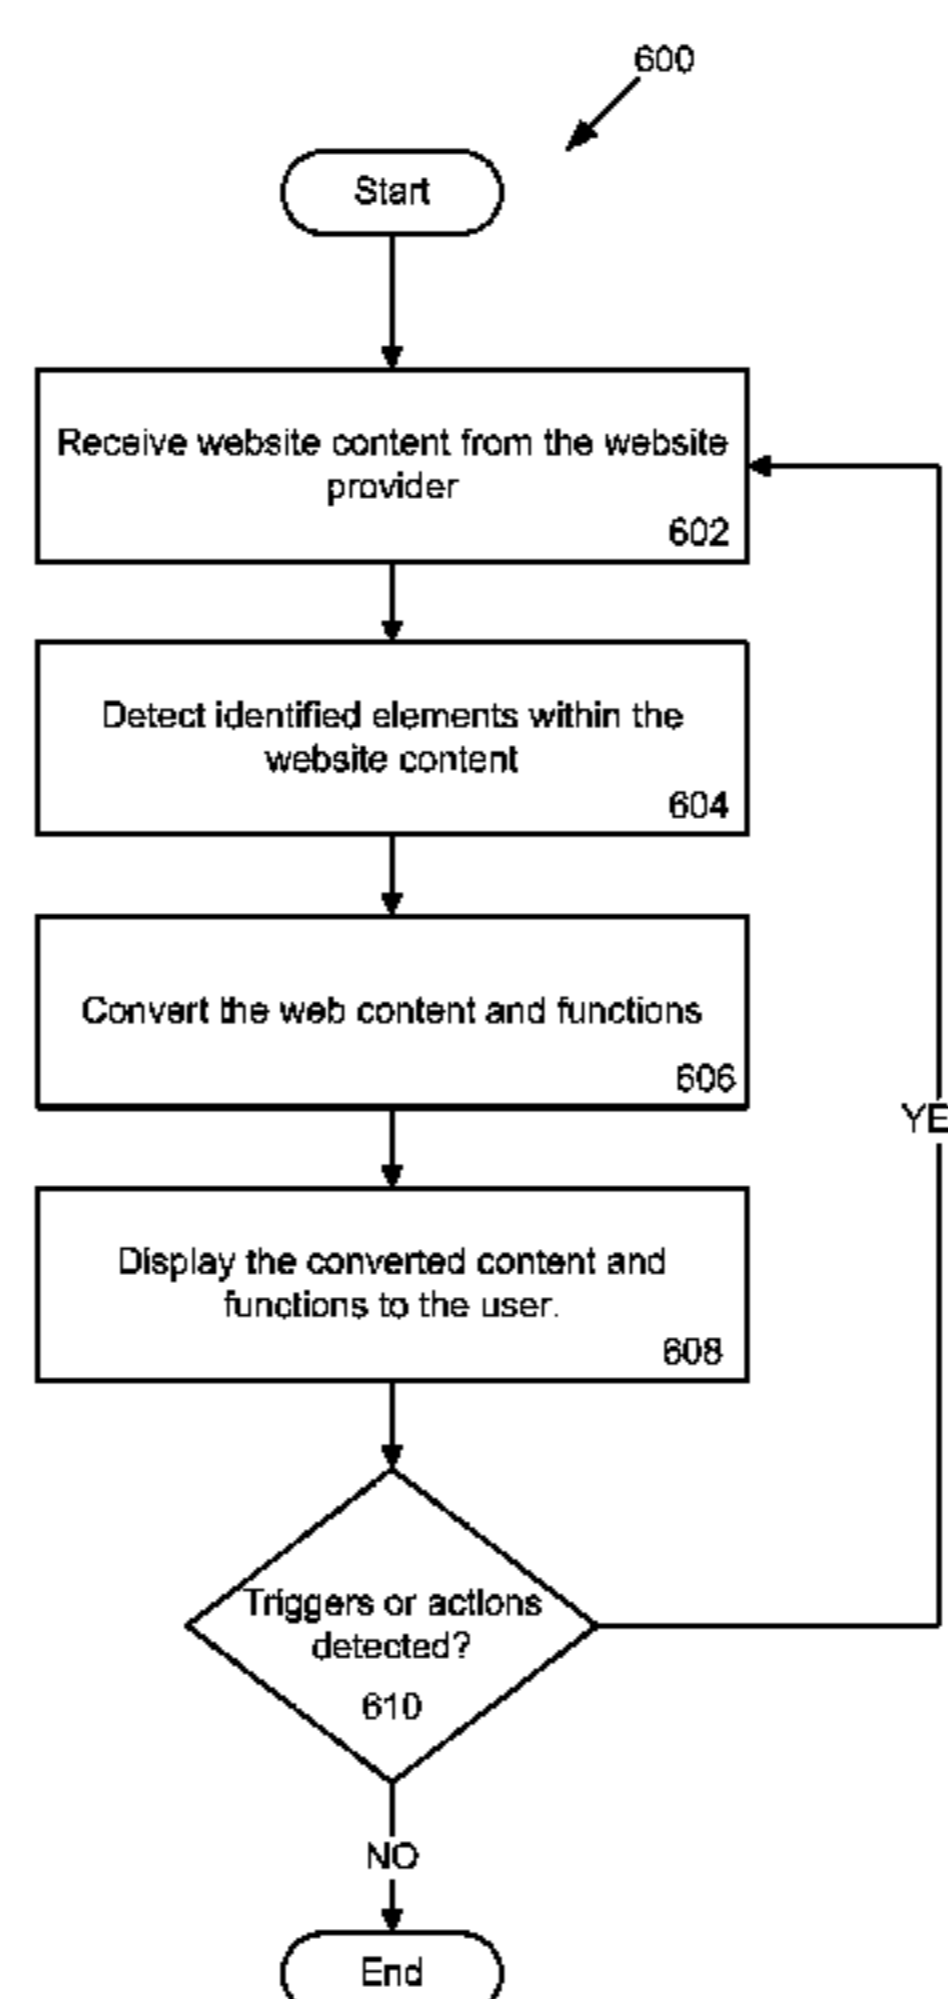 600
Start
Receive website content from the website
provider
602
Detect identified elements within the
website content
604
Convert the web content and functions
606
YE
Display the converted content and
functions to the user.
608
Triggers or actions
detected?
610
NO
End